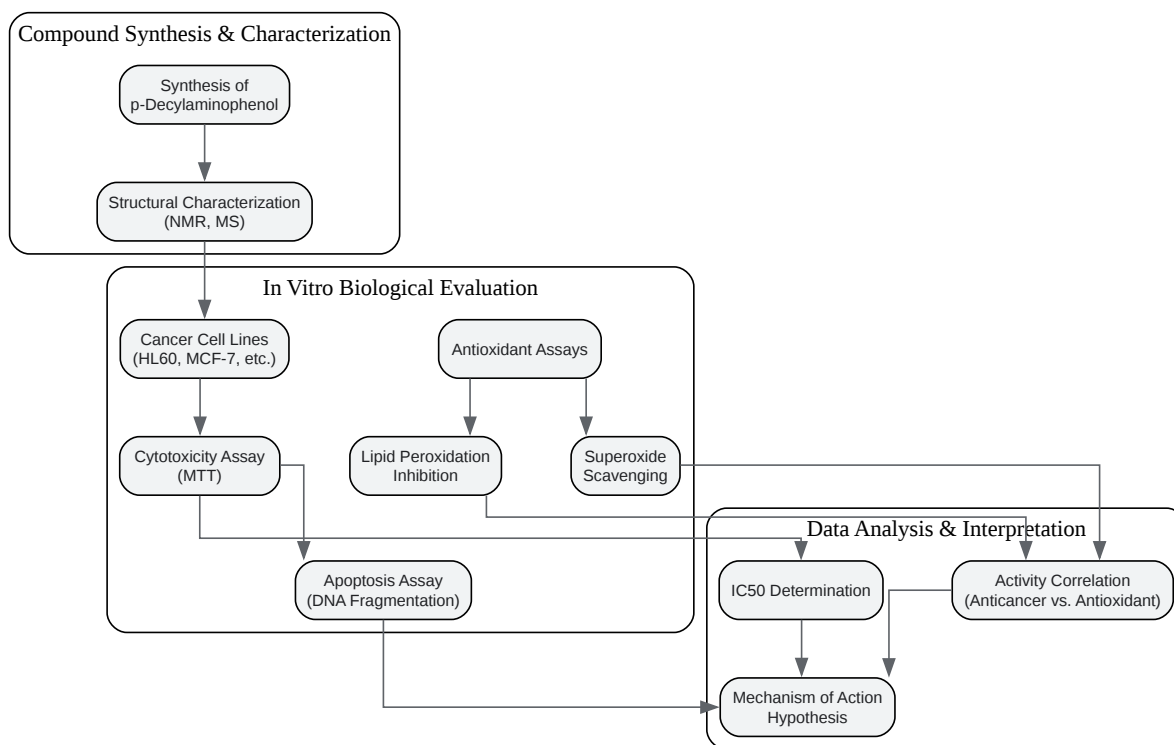 Compound Synthesis & Characterization
Synthesis of
p-Decylaminophenol
Structural Characterization
(NMR, MS)
In Vitro Biological Evaluation
Cancer Cell Lines
(HL60, MCF-7, etc.)
Antioxidant Assays
Cytotoxicity Assay
(MTT)
Lipid Peroxidation
Inhibition
Superoxide
Scavenging
Apoptosis Assay
(DNA Fragmentation)
Data Analysis & Interpretation
IC50 Determination
Activity Correlation
(Anticancer vs. Antioxidant)
Mechanism of Action
Hypothesis